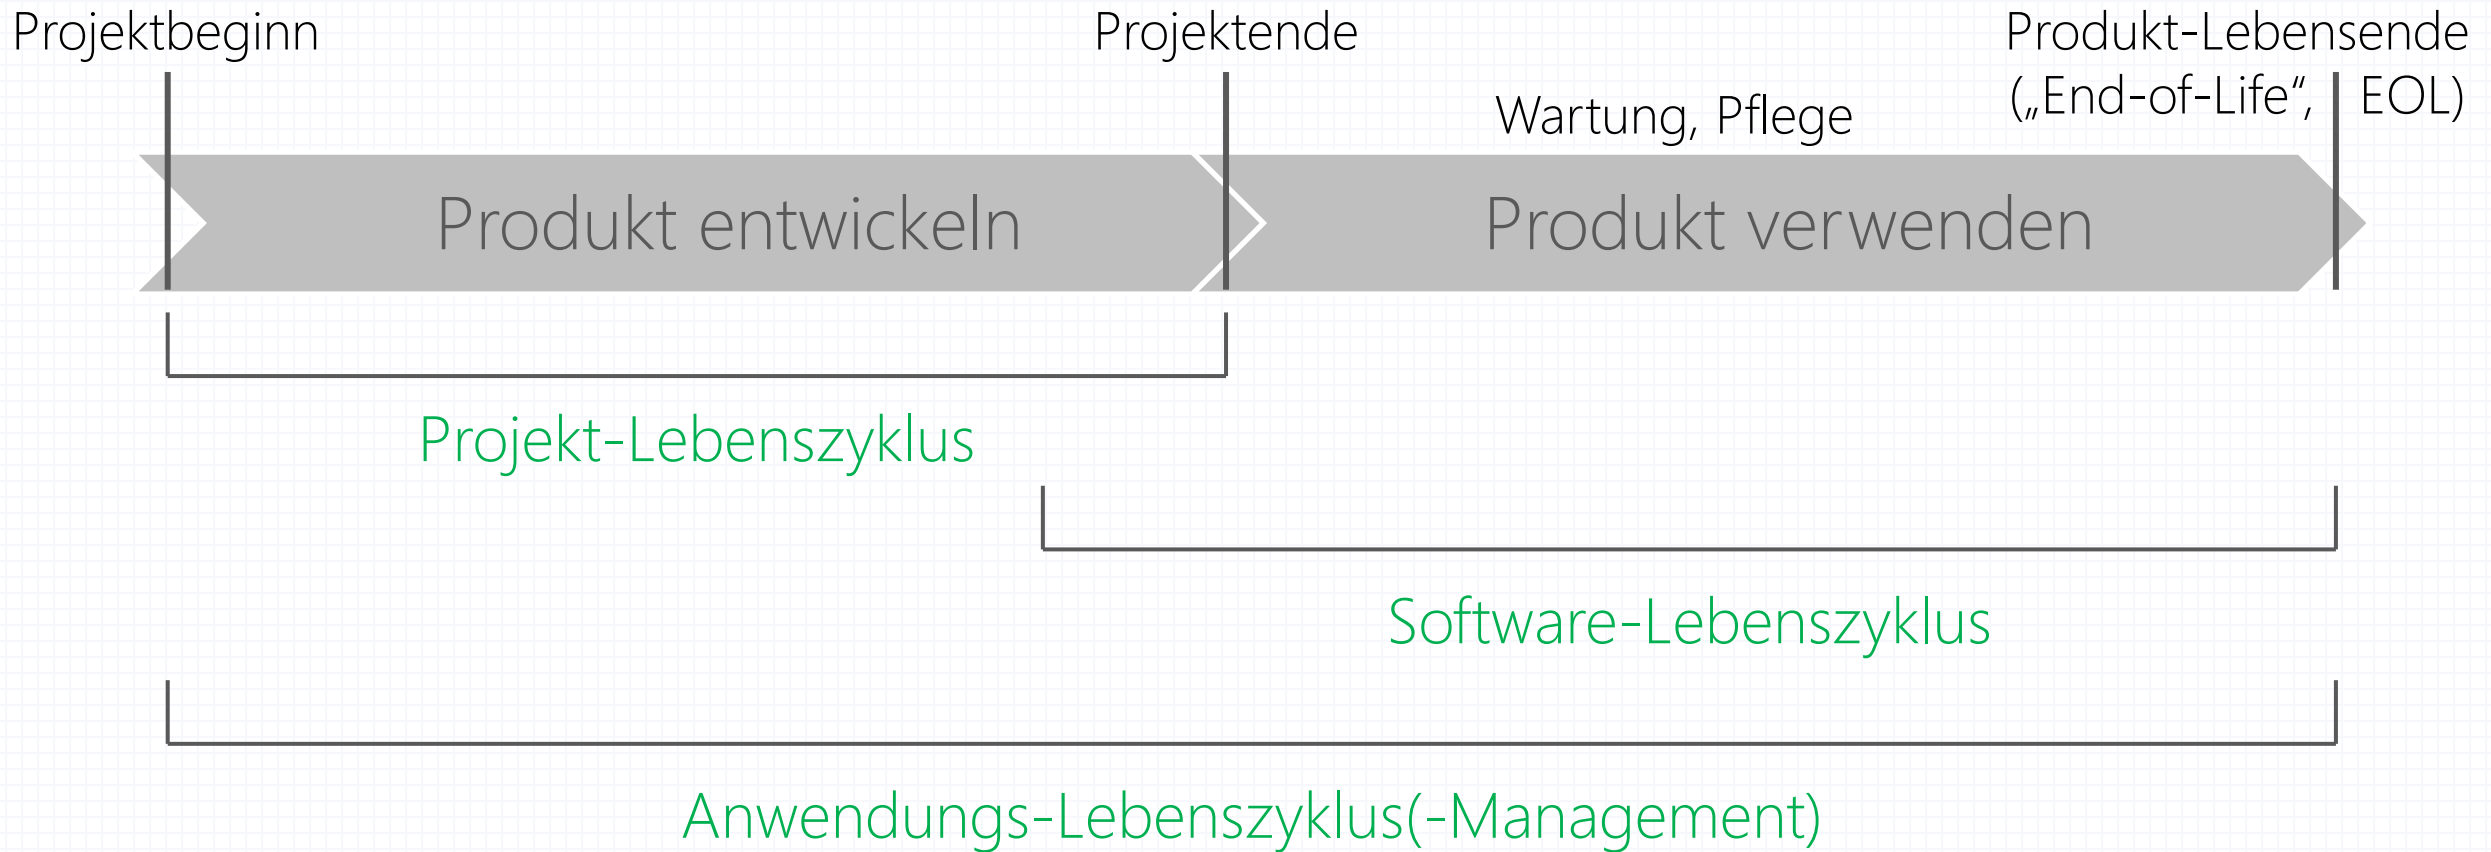 Projektbeginn
Projektende
Produkt-Lebensende
(„End-of-Life“, EOL)
Wartung, Pflege
Produkt entwickeln
Produkt verwenden
Projekt-Lebenszyklus
Software-Lebenszyklus
Anwendungs-Lebenszyklus(-Management)